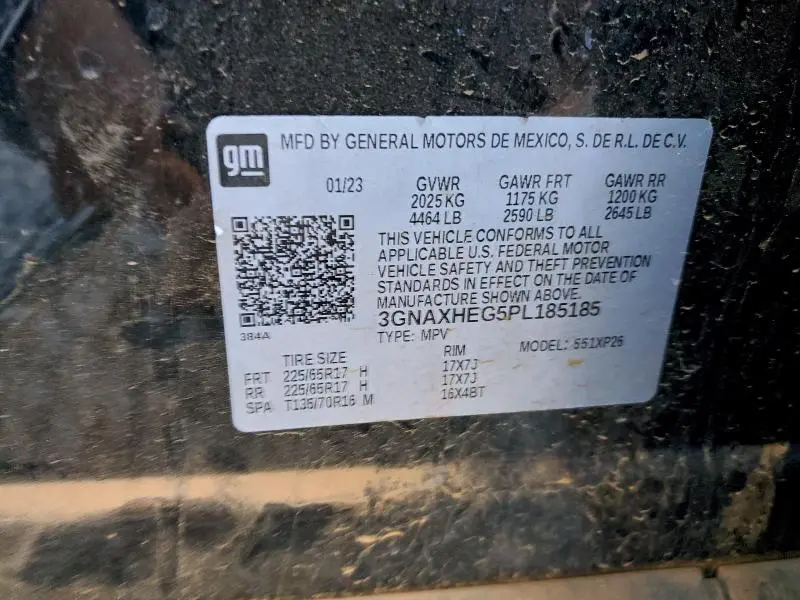 gm MFD BY GENERAL MOTORS DE MEXICO, S. DE R.L. DE C.V.
01/23 GVWR GAWR FRT GAWR RR
2025 KG 1175 KG 1200 KG
4464 LB 2590 LB 2645 LB
THIS VEHICLE CONFORMS TO ALL
APPLICABLE U.S. FEDERAL MOTOR
VEHICLE SAFETY AND THEFT PREVENTION
STANDARDS IN EFFECT ON THE DATE OF
MANUFACTURE SHOWN ABOVE.
3GNAXHEG5PL185185
384A TYPE: MPV MODEL: 551XP26
TIRE SIZE RIM
FRT 225/65R17 H 17X7J
RR 225/65R17 H 17X7J
SPA T135/70R16 M 16X4BT